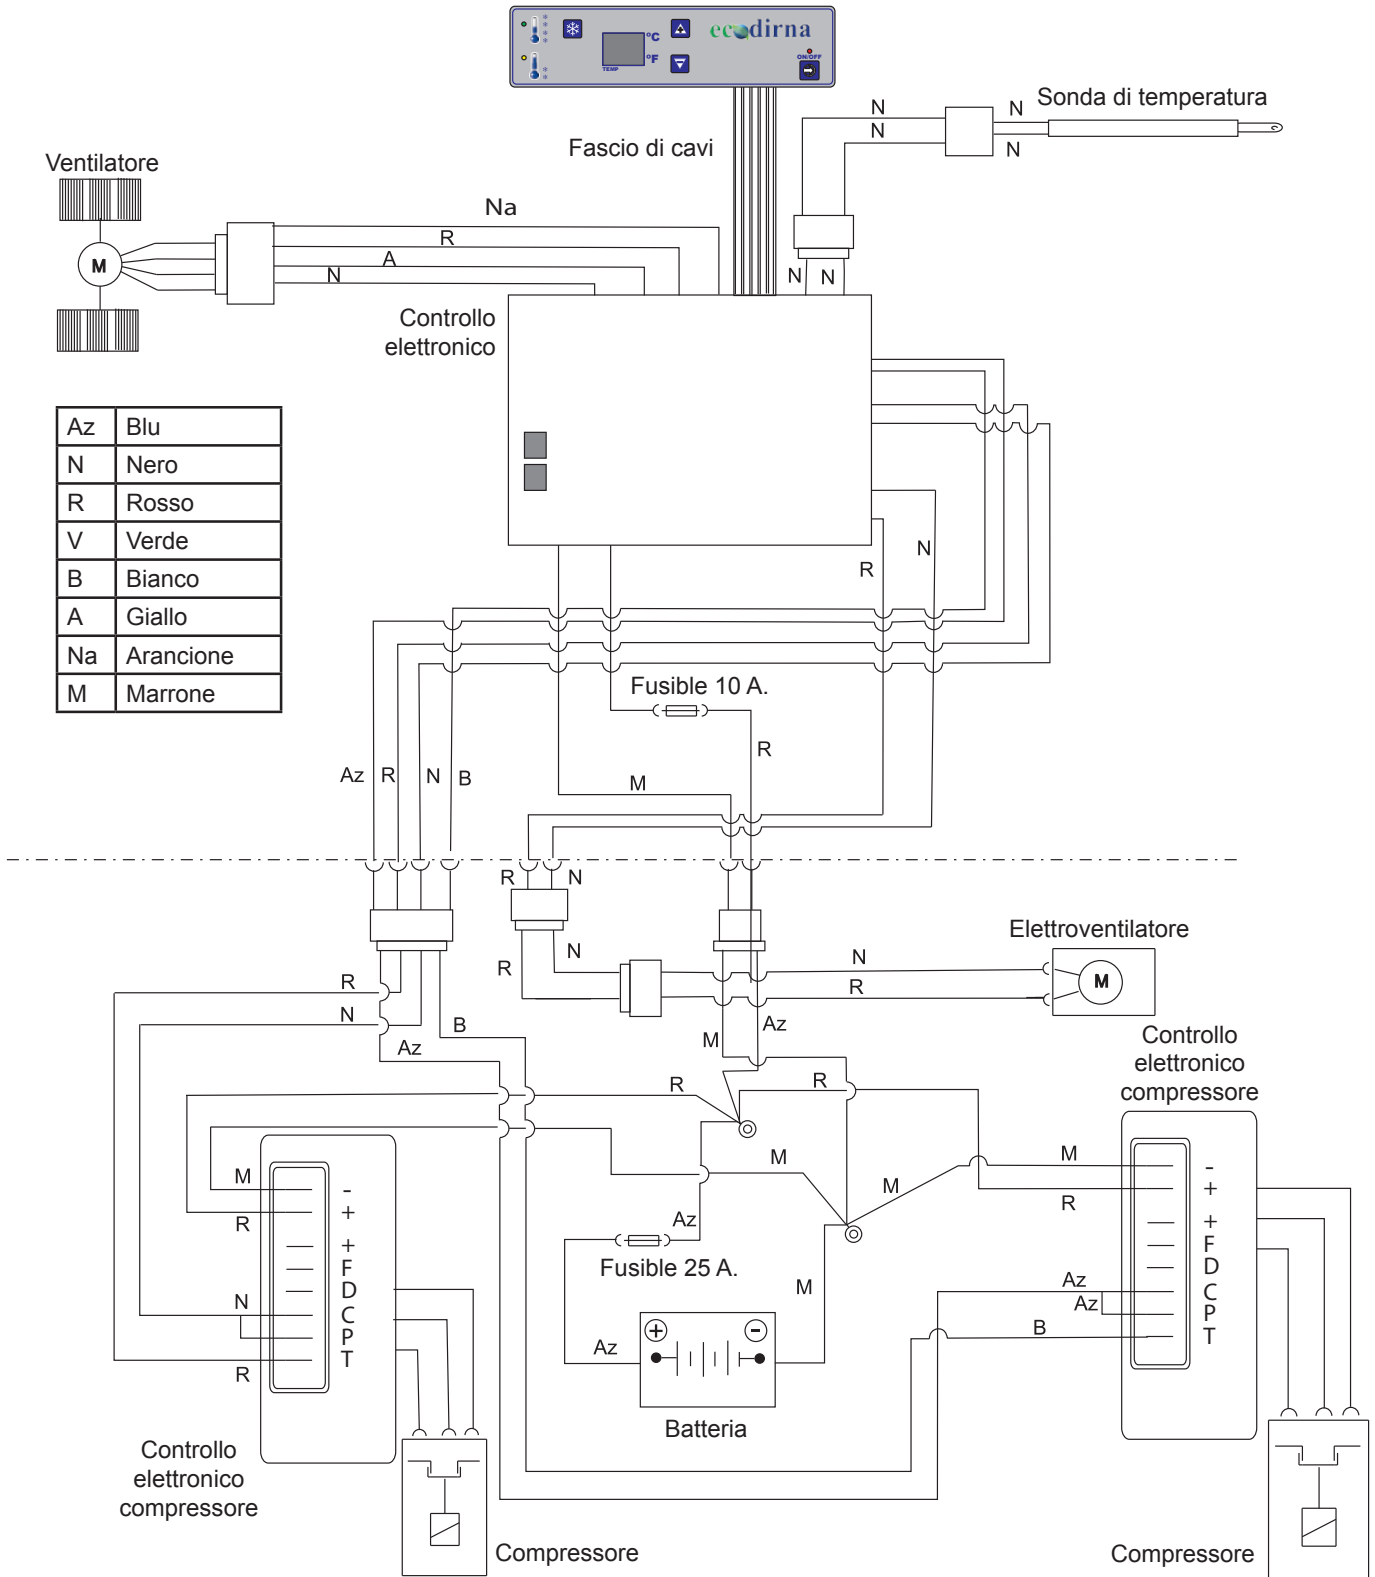 ecodirna
°C
°F
TEMP
ON/OFF
Sonda di temperatura
N
N
N
N
Fascio di cavi
Ventilatore
M
Na
R
A
N
N
N
Controllo
elettronico
Az Blu
N Nero
R Rosso
V Verde
B Bianco
A Giallo
Na Arancione
M Marrone
R
N
Fusible 10 A.
R
Az
R
N
B
M
R
N
Elettroventilatore
R
N
N
R
M
R
N
B
Az
M
Az
Controllo
elettronico
compressore
R
R
M
M
M
R
M
R
N
R
-
+
+
F
D
C
P
T
Az
Fusible 25 A.
M
Az
+
-
Batteria
Az
Az
B
-
+
+
F
D
C
P
T
Controllo
elettronico
compressore
Compressore
Compressore